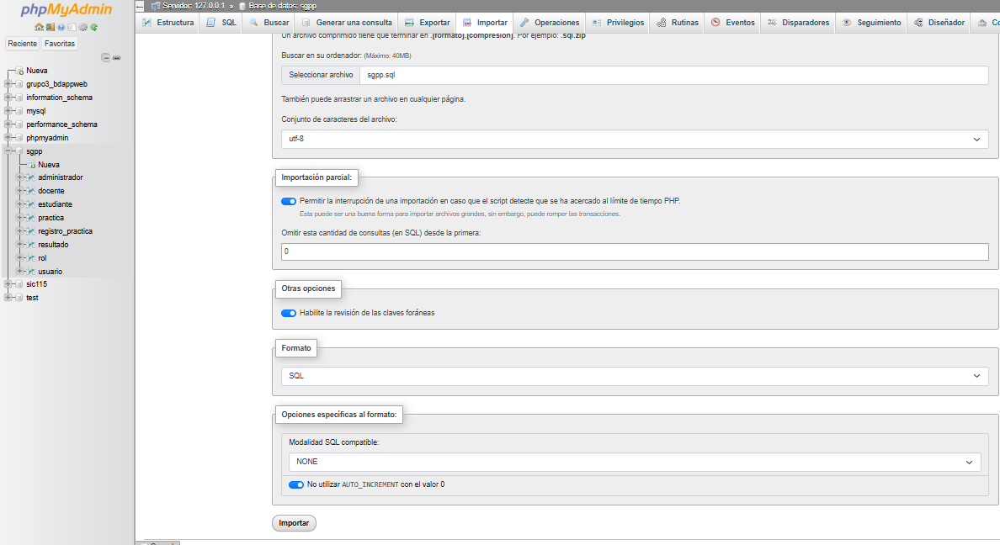 phpMyAdmin
Reciente Favoritas
Nueva
grupo3_bdappweb
information_schema
mysql
performance_schema
phpmyadmin
sgpp
Nueva
administrador
docente
estudiante
practica
registro_practica
resultado
rol
usuario
sic115
test
Servidor: 127.0.0.1 » Base de datos: sgpp
Estructura SQL Buscar Generar una consulta Exportar Importar Operaciones Privilegios Rutinas Eventos Disparadores Seguimiento Diseñador Co
Un archivo comprimido tiene que terminar en .[formato].[compresión]. Por ejemplo: .sql.zip
Buscar en su ordenador: (Máximo: 40MB)
Seleccionar archivo sgpp.sql
También puede arrastrar un archivo en cualquier página.
Conjunto de caracteres del archivo:
utf-8
Importación parcial:
Permitir la interrupción de una importación en caso que el script detecte que se ha acercado al límite de tiempo PHP.
Esta puede ser una buena forma para importar archivos grandes, sin embargo, puede romper las transacciones.
Omitir esta cantidad de consultas (en SQL) desde la primera:
0
Otras opciones
Habilite la revisión de las claves foráneas
Formato
SQL
Opciones específicas al formato:
Modalidad SQL compatible:
NONE
No utilizar AUTO_INCREMENT con el valor 0
Importar